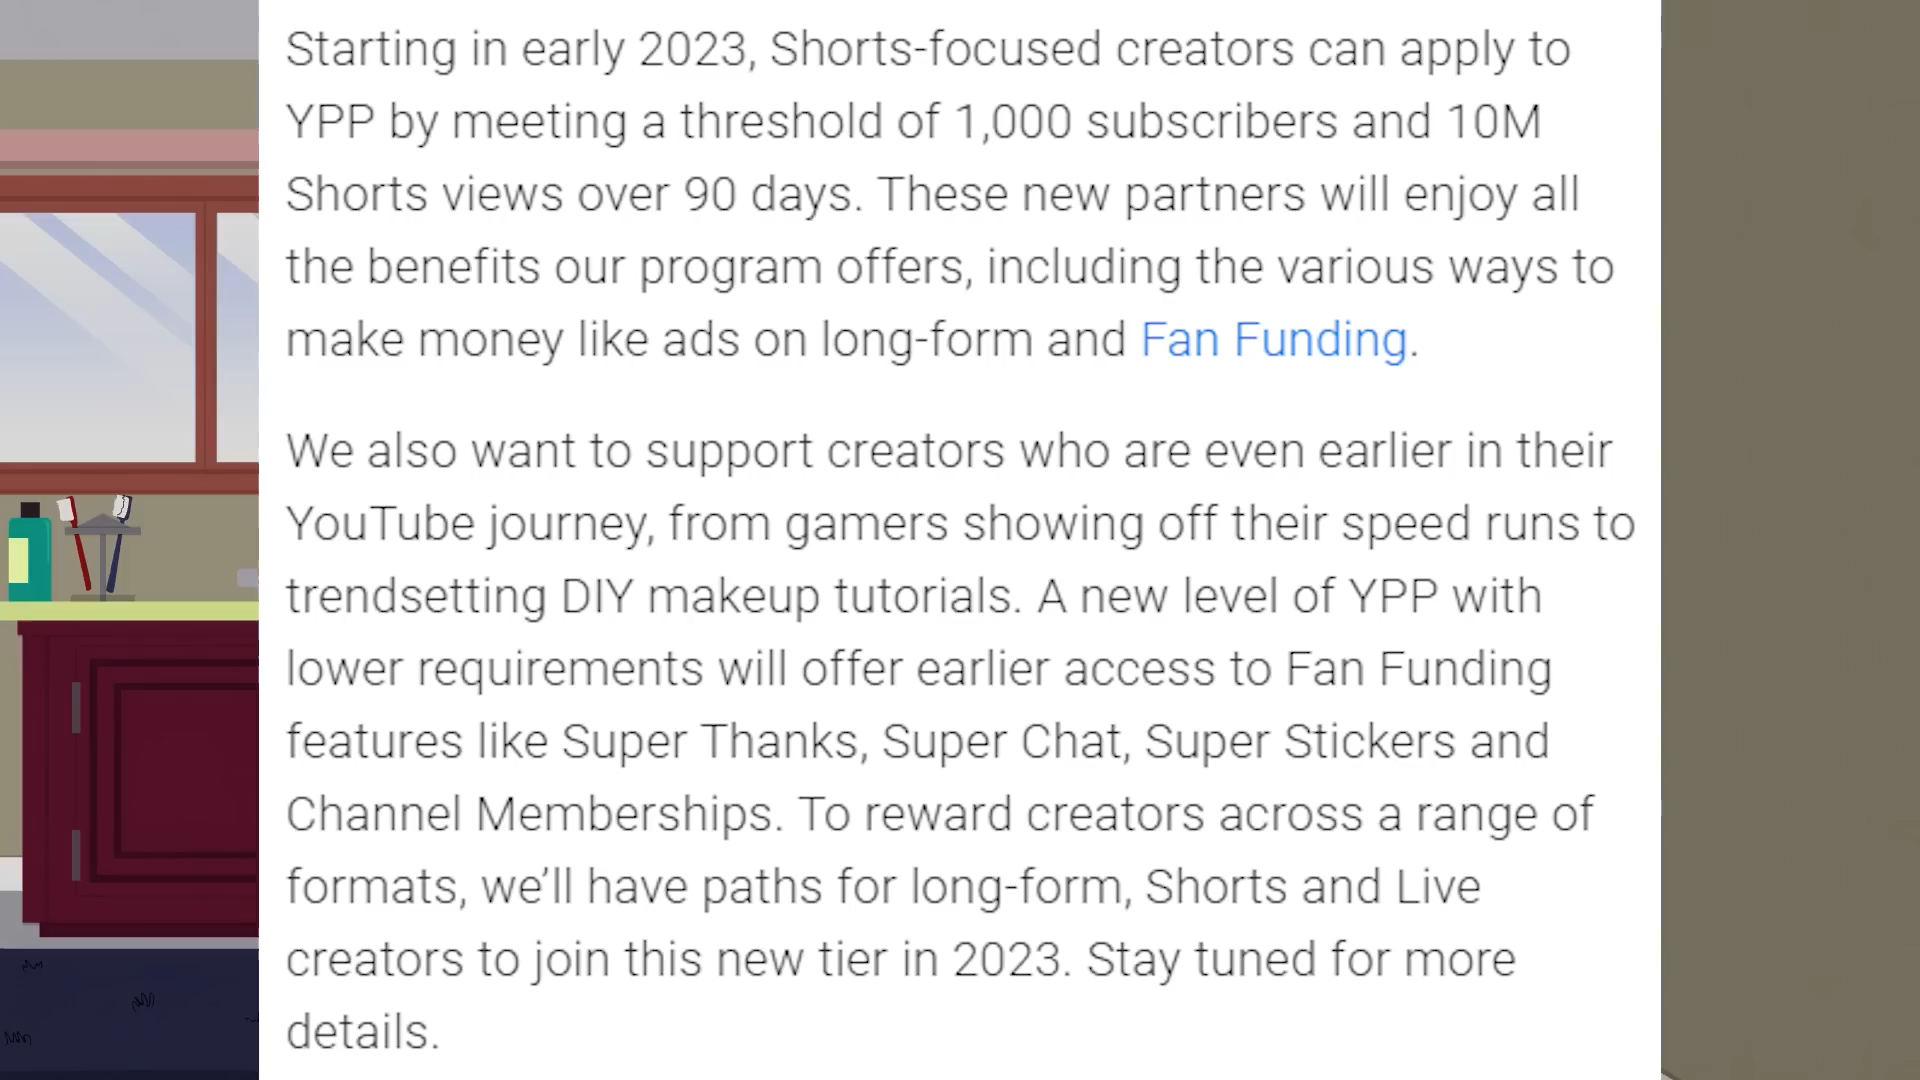 Starting in early 2023, Shorts-focused creators can apply to
YPP by meeting a threshold of 1,000 subscribers and 10M
Shorts views over 90 days. These new partners will enjoy all
the benefits our program offers, including the various ways to
make money like ads on long-form and Fan Funding.
We also want to support creators who are even earlier in their
YouTube journey, from gamers showing off their speed runs to
trendsetting DIY makeup tutorials. A new level of YPP with
lower requirements will offer earlier access to Fan Funding
features like Super Thanks, Super Chat, Super Stickers and
Channel Memberships. To reward creators across a range of
formats, we’ll have paths for long-form, Shorts and Live
creators to join this new tier in 2023. Stay tuned for more
details.